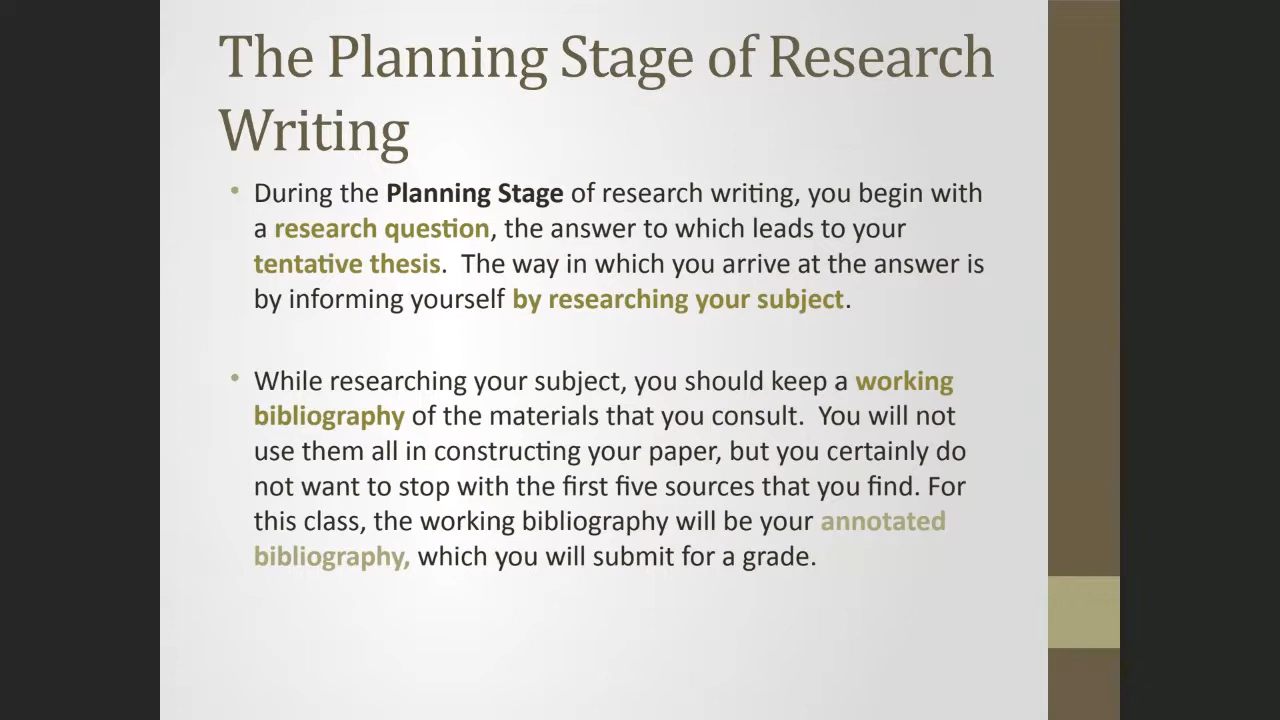 The Planning Stage of Research
Writing
• During the Planning Stage of research writing, you begin with
a research question, the answer to which leads to your
tentative thesis.  The way in which you arrive at the answer is
by informing yourself by researching your subject.
• While researching your subject, you should keep a working
bibliography of the materials that you consult.  You will not
use them all in constructing your paper, but you certainly do
not want to stop with the first five sources that you find. For
this class, the working bibliography will be your annotated
bibliography, which you will submit for a grade.